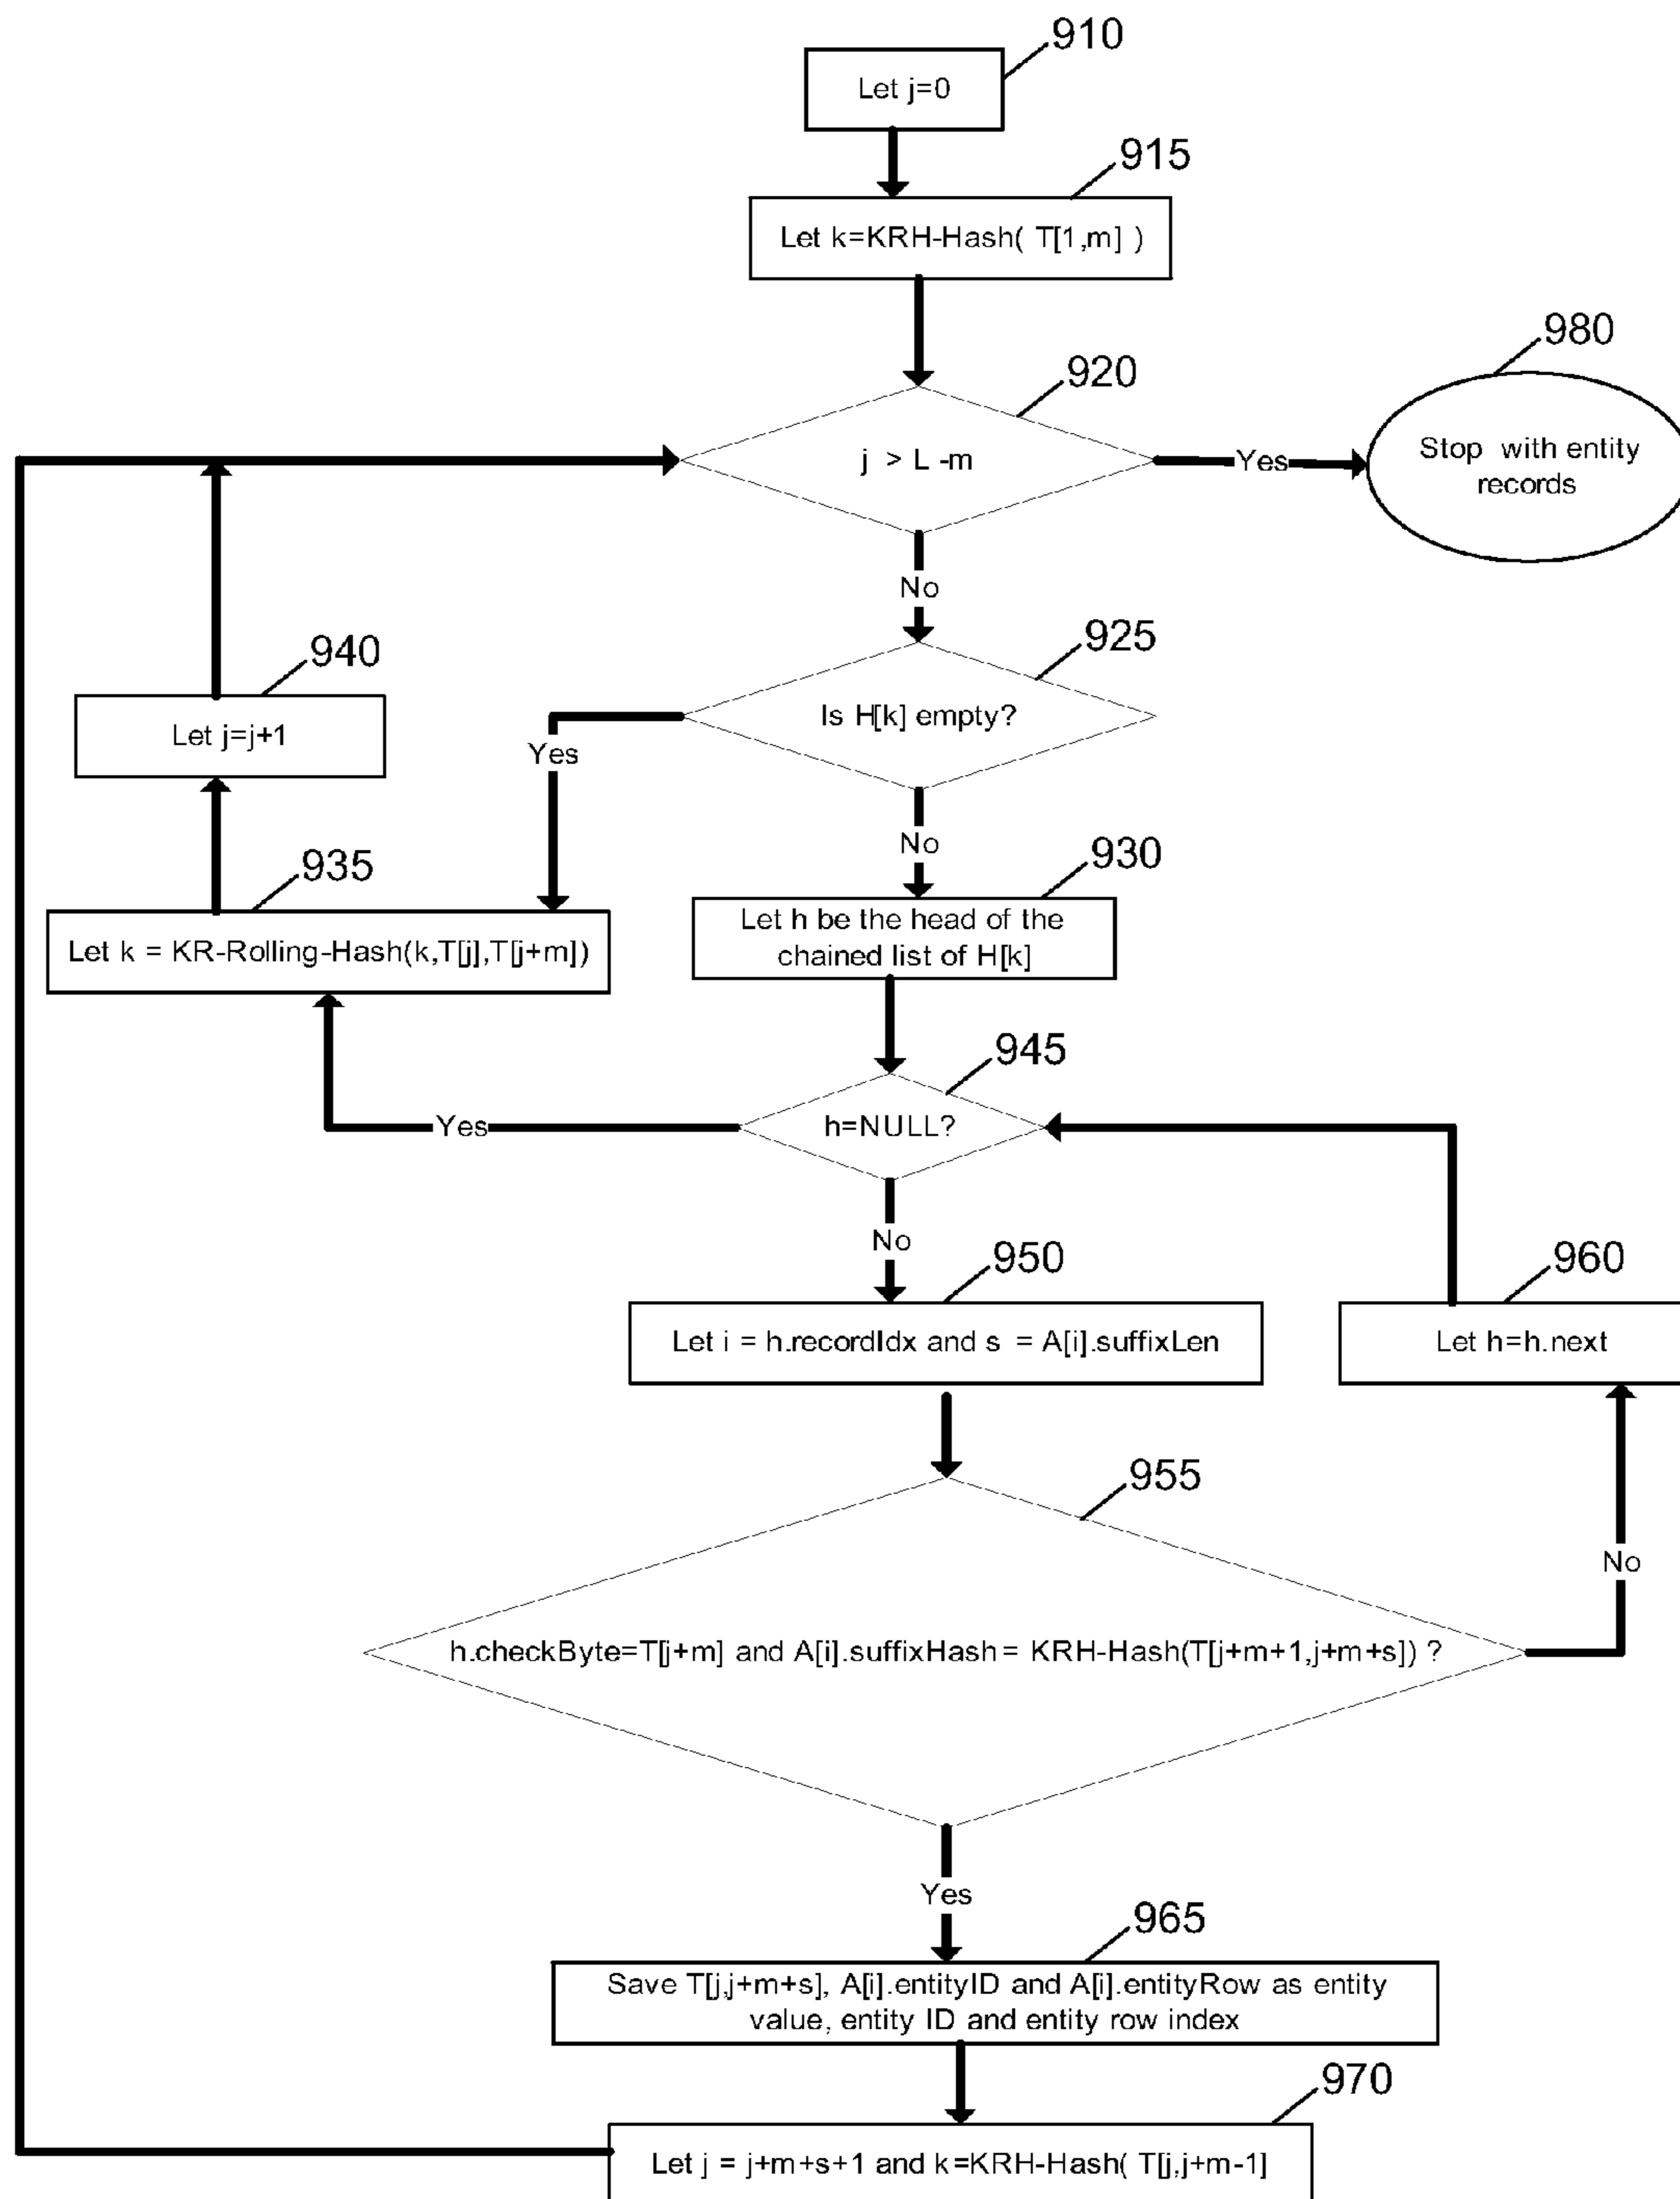 910
Let j=0
915
Let k=KRH-Hash( T[1,m] )
920
j > L -m
Yes
980
Stop with entity
records
No
925
Is H[k] empty?
Yes
940
Let j=j+1
No
930
Let h be the head of the
chained list of H[k]
935
Let k = KR-Rolling-Hash(k,T[j],T[j+m])
945
h=NULL?
Yes
No
950
Let i = h.recordIdx and s = A[i].suffixLen
960
Let h=h.next
955
h.checkByte=T[j+m] and A[i].suffixHash = KRH-Hash(T[j+m+1,j+m+s]) ?
No
Yes
965
Save T[j,j+m+s], A[i].entityID and A[i].entityRow as entity
value, entity ID and entity row index
970
Let j = j+m+s+1 and k=KRH-Hash( T[j,j+m-1]